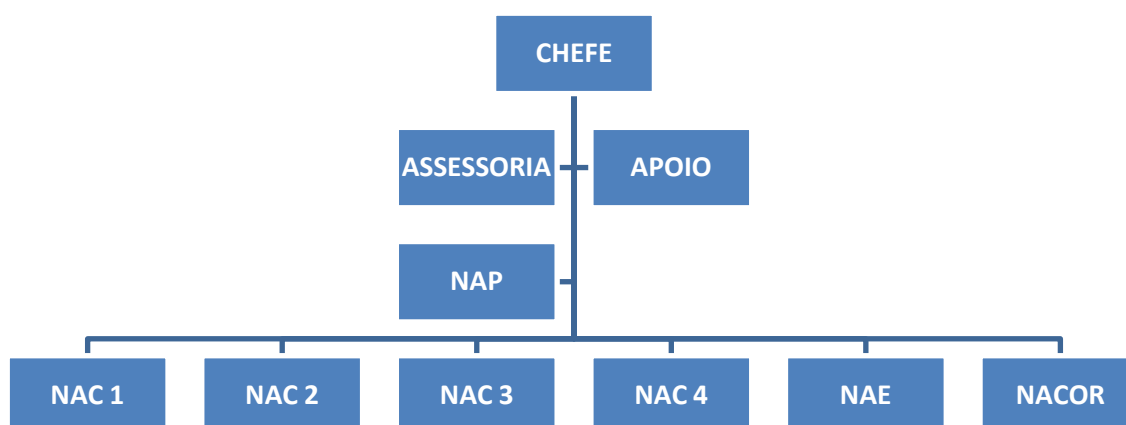 CHEFE
ASSESSORIA
APOIO
NAP
NAC 1
NAC 2
NAC 3
NAC 4
NAE
NACOR